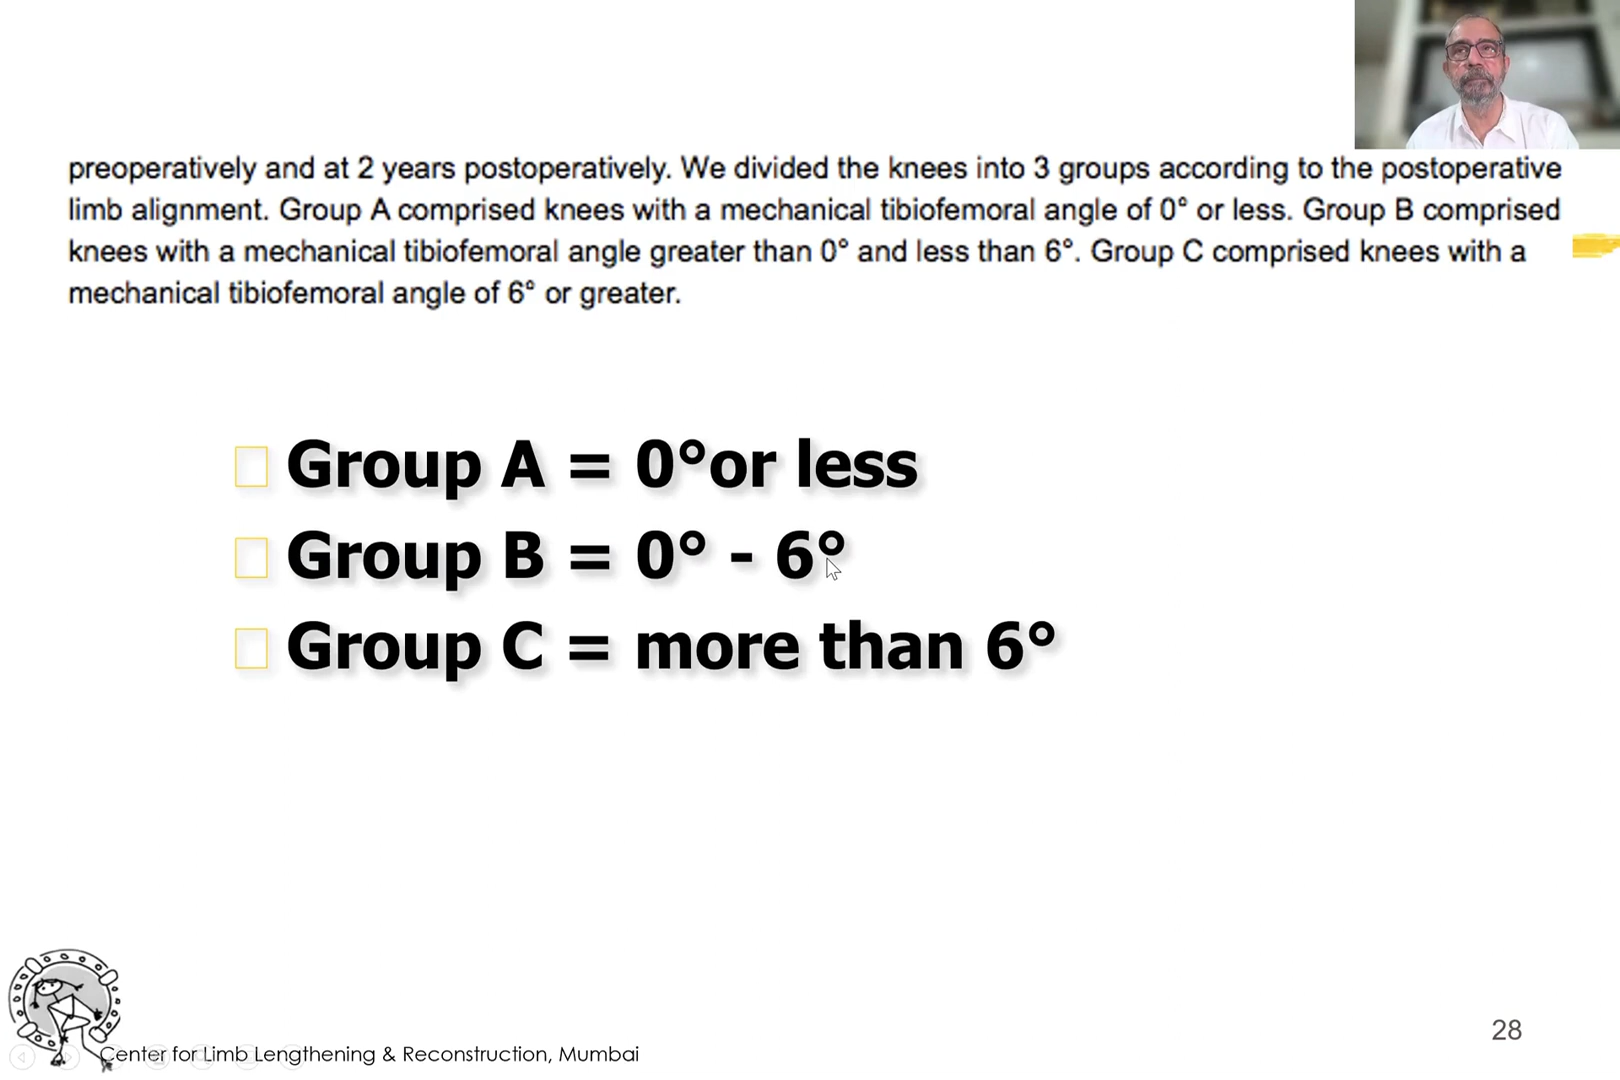 preoperatively and at 2 years postoperatively. We divided the knees into 3 groups according to the postoperative
limb alignment. Group A comprised knees with a mechanical tibiofemoral angle of 0° or less. Group B comprised
knees with a mechanical tibiofemoral angle greater than 0° and less than 6°. Group C comprised knees with a
mechanical tibiofemoral angle of 6° or greater.
Group A = 0°or less
Group B = 0° - 6°
Group C = more than 6°
Center for Limb Lengthening & Reconstruction, Mumbai
28